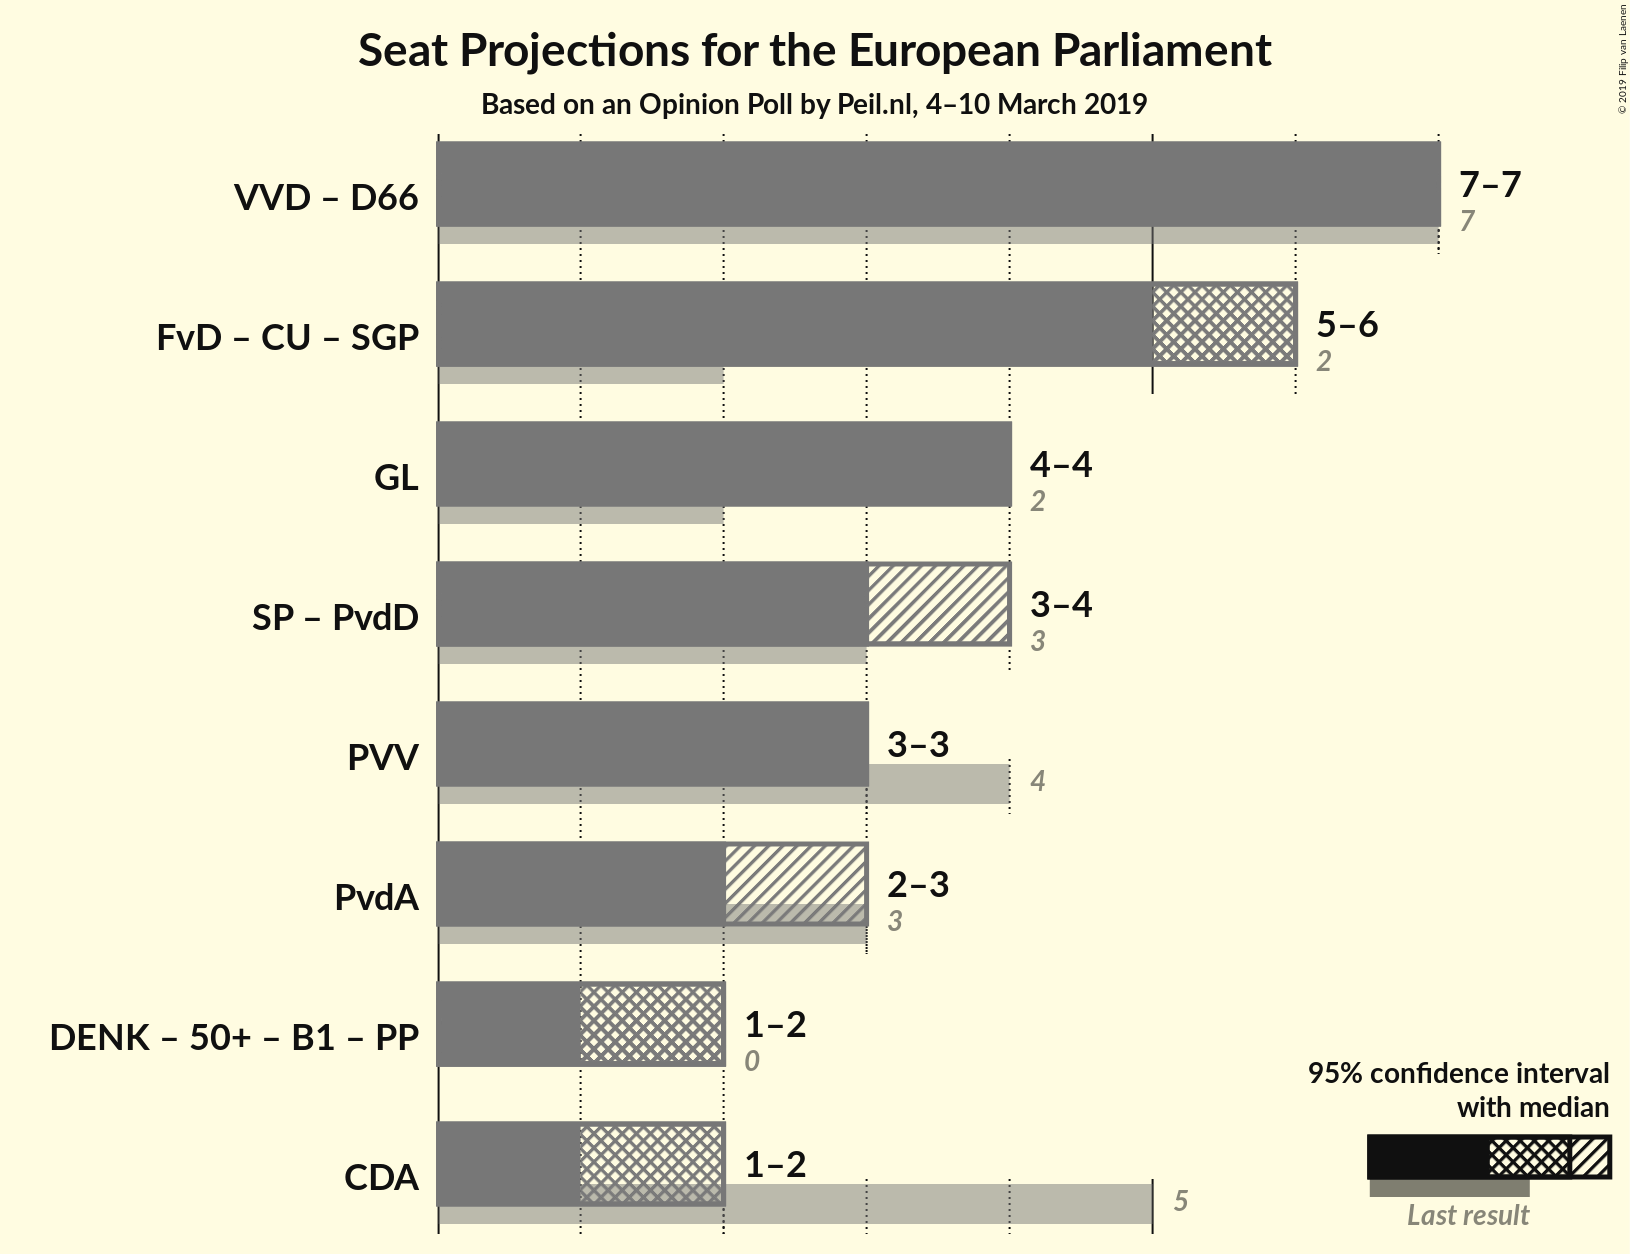 Seat Projections for the European Parliament
Based on an Opinion Poll by Peil.nl, 4–10 March 2019
© 2019 Filip van Laenen
VVD – D66
7–7
7
FvD – CU – SGP
5–6
2
GL
4–4
2
SP – PvdD
3–4
3
PVV
3–3
4
PvdA
2–3
3
DENK – 50+ – B1 – PP
1–2
0
CDA
1–2
5
95% confidence interval
with median
Last result